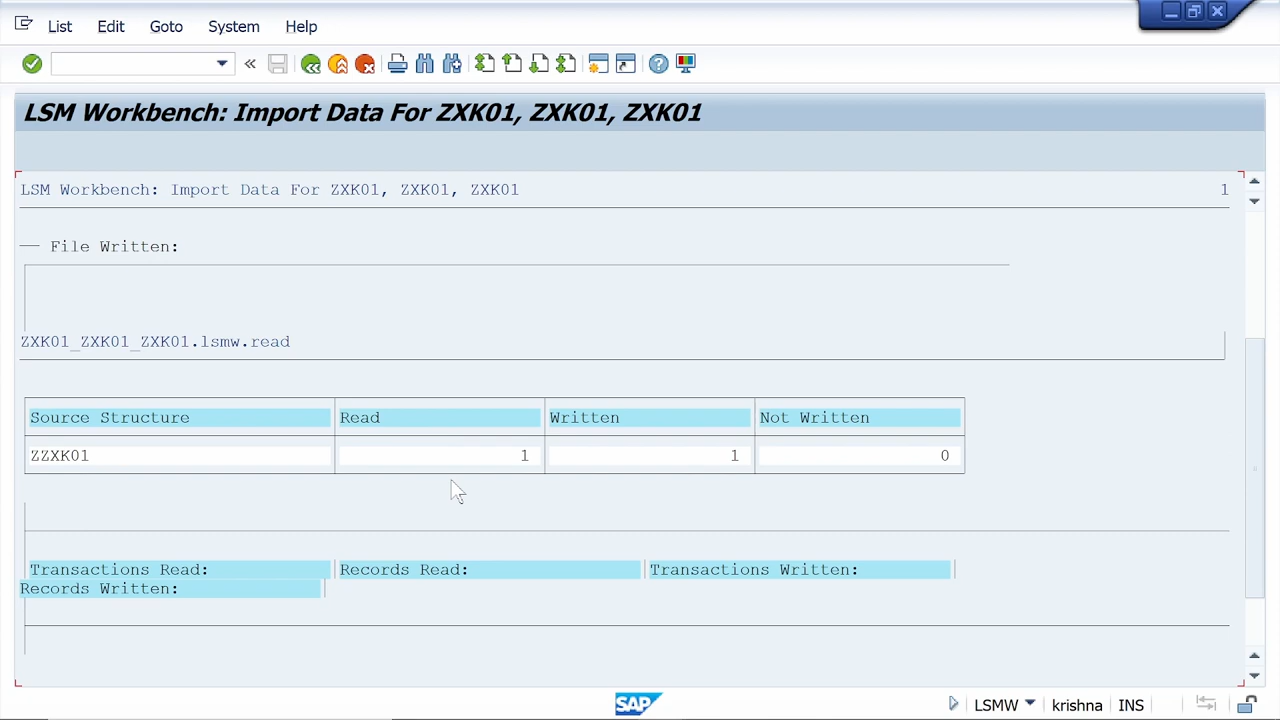 List Edit Goto System Help
LSM Workbench: Import Data For ZXK01, ZXK01, ZXK01
LSM Workbench: Import Data For ZXK01, ZXK01, ZXK01 1
File Written:
ZXK01_ZXK01_ZXK01.lsmw.read
Source Structure Read Written Not Written
ZZXK01 1 1 0
Transactions Read: Records Read: Transactions Written:
Records Written:
SAP LSMW krishna INS